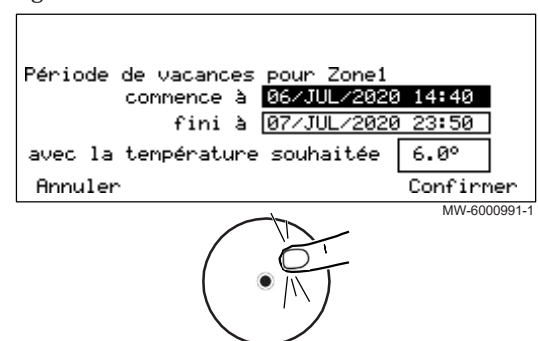 Période de vacances pour Zone1
commence à 06/JUL/2020 14:40
fini à 07/JUL/2020 23:50
avec la température souhaitée 6.0°
Annuler Confirmer
MW-6000991-1